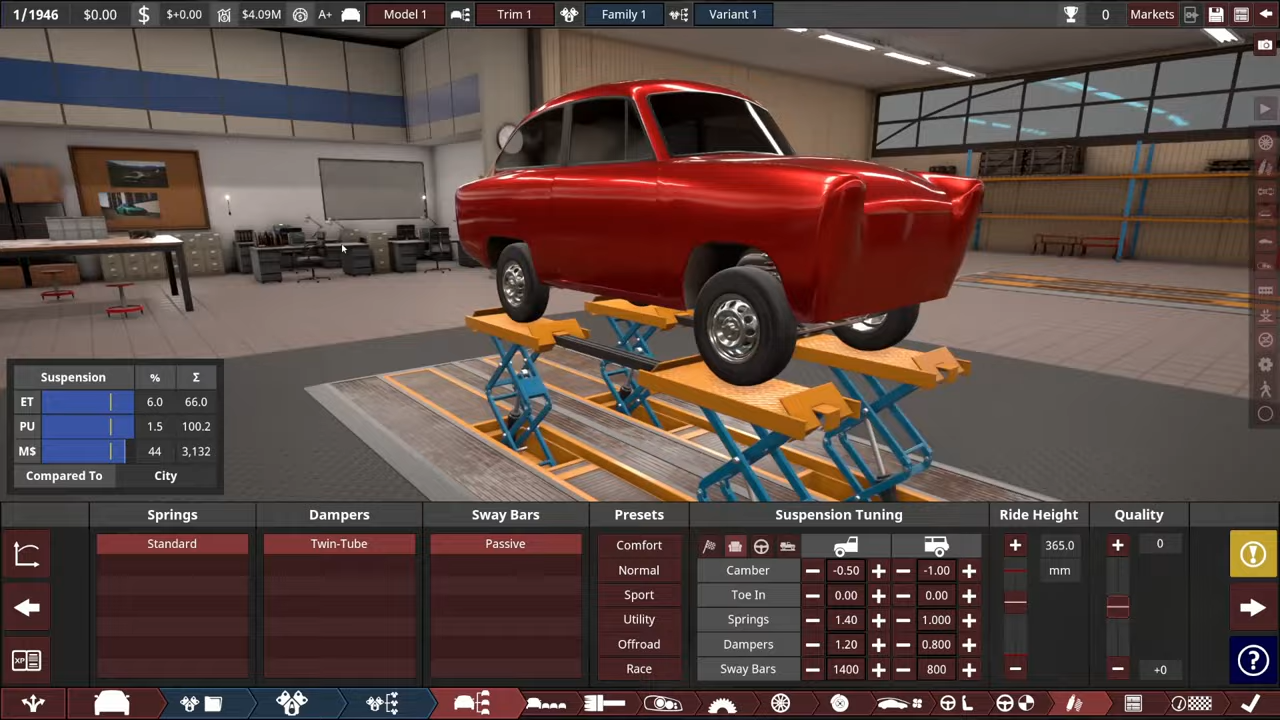 1/1946 $0.00 $+0.00 $4.09M A+ Model 1 Trim 1 Family 1 Variant 1 0 Markets
Suspension % Σ
ET 6.0 66.0
PU 1.5 100.2
M$ 44 3,132
Compared To City
Springs Dampers Sway Bars Presets Suspension Tuning Ride Height Quality
Standard Twin-Tube Passive Comfort + 365.0 + 0
Normal Camber -0.50 + -1.00 + mm
Sport Toe In 0.00 + 0.00 +
Utility Springs 1.40 + 1.000 +
Offroad Dampers 1.20 + 0.800 +
Race Sway Bars 1400 + 800 + +0
XP